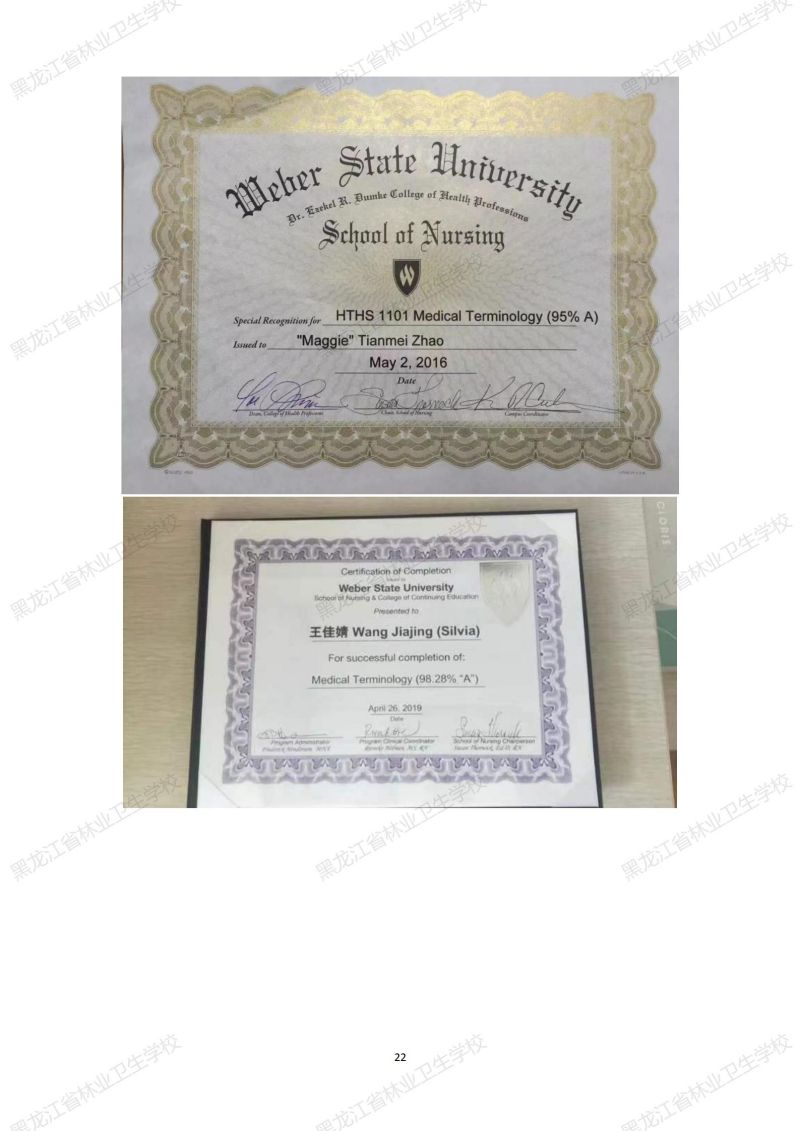 Weber State University
Dr. Ezekel R. Dumke College of Health Professions
School of Nursing
W
Special Recognition for HTHS 1101 Medical Terminology (95% A)
Issued to "Maggie" Tianmei Zhao
May 2, 2016
Date
Dean, College of Health Professions Chair, School of Nursing Campus Coordinator
CIDRIS
Certification of Completion
Issued by
Weber State University
School of Nursing & College of Continuing Education
Presented to
王佳婧 Wang Jiajing (Silvia)
For successful completion of:
Medical Terminology (98.28% "A")
April 26, 2019
Date
Program Administrator Program Clinical Coordinator School of Nursing Chairperson
22
黑龙江省林业卫生学校